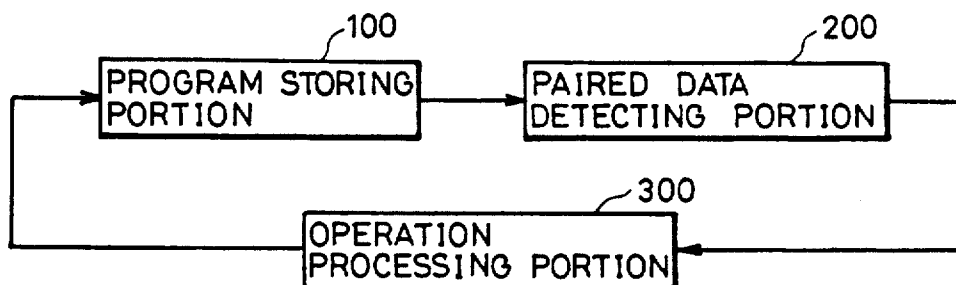 100
PROGRAM STORING
PORTION
200
PAIRED DATA
DETECTING PORTION
300
OPERATION
PROCESSING PORTION